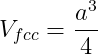 V_{fcc} = \frac{a^3}{4}